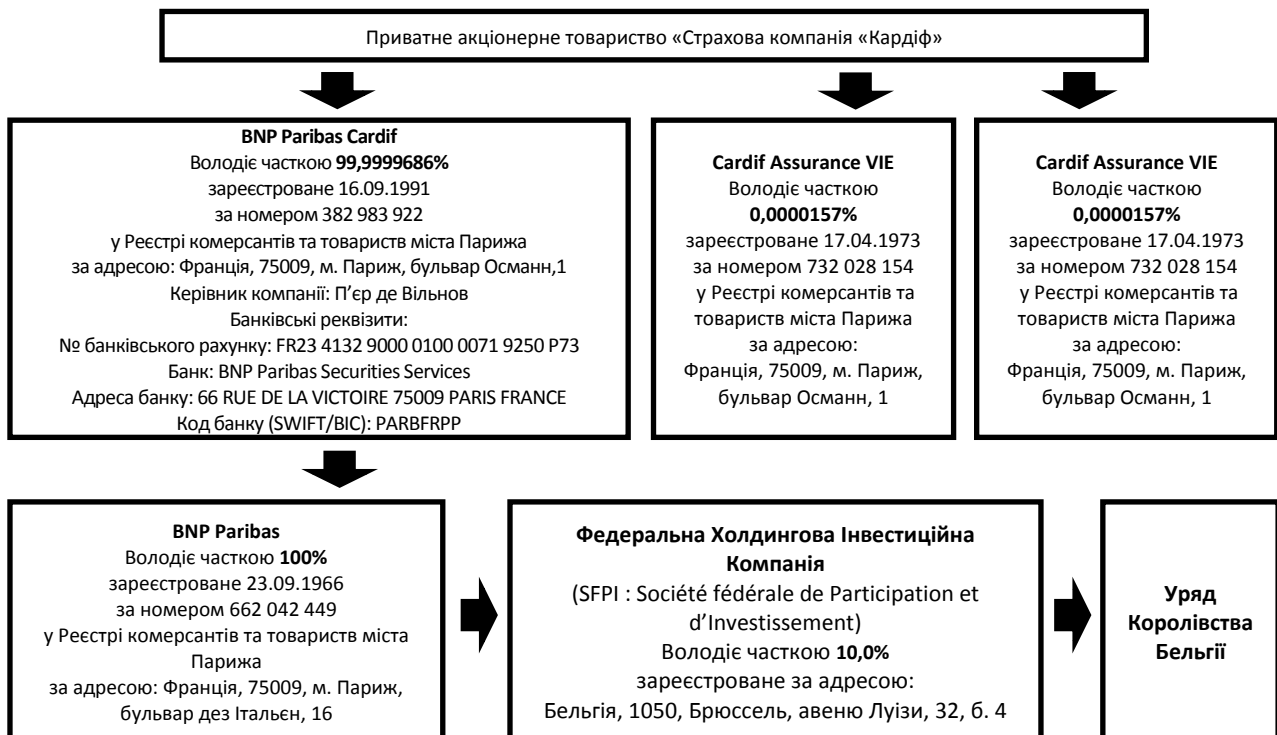 Приватне акціонерне товариство «Страхова компанія «Кардіф»
BNP Paribas Cardif
Володіє часткою 99,9999686%
зареєстроване 16.09.1991
за номером 382 983 922
у Реєстрі комерсантів та товариств міста Парижа
за адресою: Франція, 75009, м. Париж, бульвар Османн,1
Керівник компанії: П’єр де Вільнов
Банківські реквізити:
№ банківського рахунку: FR23 4132 9000 0100 0071 9250 P73
Банк: BNP Paribas Securities Services
Адреса банку: 66 RUE DE LA VICTOIRE 75009 PARIS FRANCE
Код банку (SWIFT/BIC): PARBFRPP
Cardif Assurance VIE
Володіє часткою
0,0000157%
зареєстроване 17.04.1973
за номером 732 028 154
у Реєстрі комерсантів та
товариств міста Парижа
за адресою:
Франція, 75009, м. Париж,
бульвар Османн, 1
Cardif Assurance VIE
Володіє часткою
0,0000157%
зареєстроване 17.04.1973
за номером 732 028 154
у Реєстрі комерсантів та
товариств міста Парижа
за адресою:
Франція, 75009, м. Париж,
бульвар Османн, 1
BNP Paribas
Володіє часткою 100%
зареєстроване 23.09.1966
за номером 662 042 449
у Реєстрі комерсантів та товариств міста
Парижа
за адресою: Франція, 75009, м. Париж,
бульвар дез Італьєн, 16
Федеральна Холдингова Інвестиційна
Компанія
(SFPI : Société fédérale de Participation et
d’Investissement)
Володіє часткою 10,0%
зареєстроване за адресою:
Бельгія, 1050, Брюссель, авеню Луізи, 32, б. 4
Уряд
Королівства
Бельгії